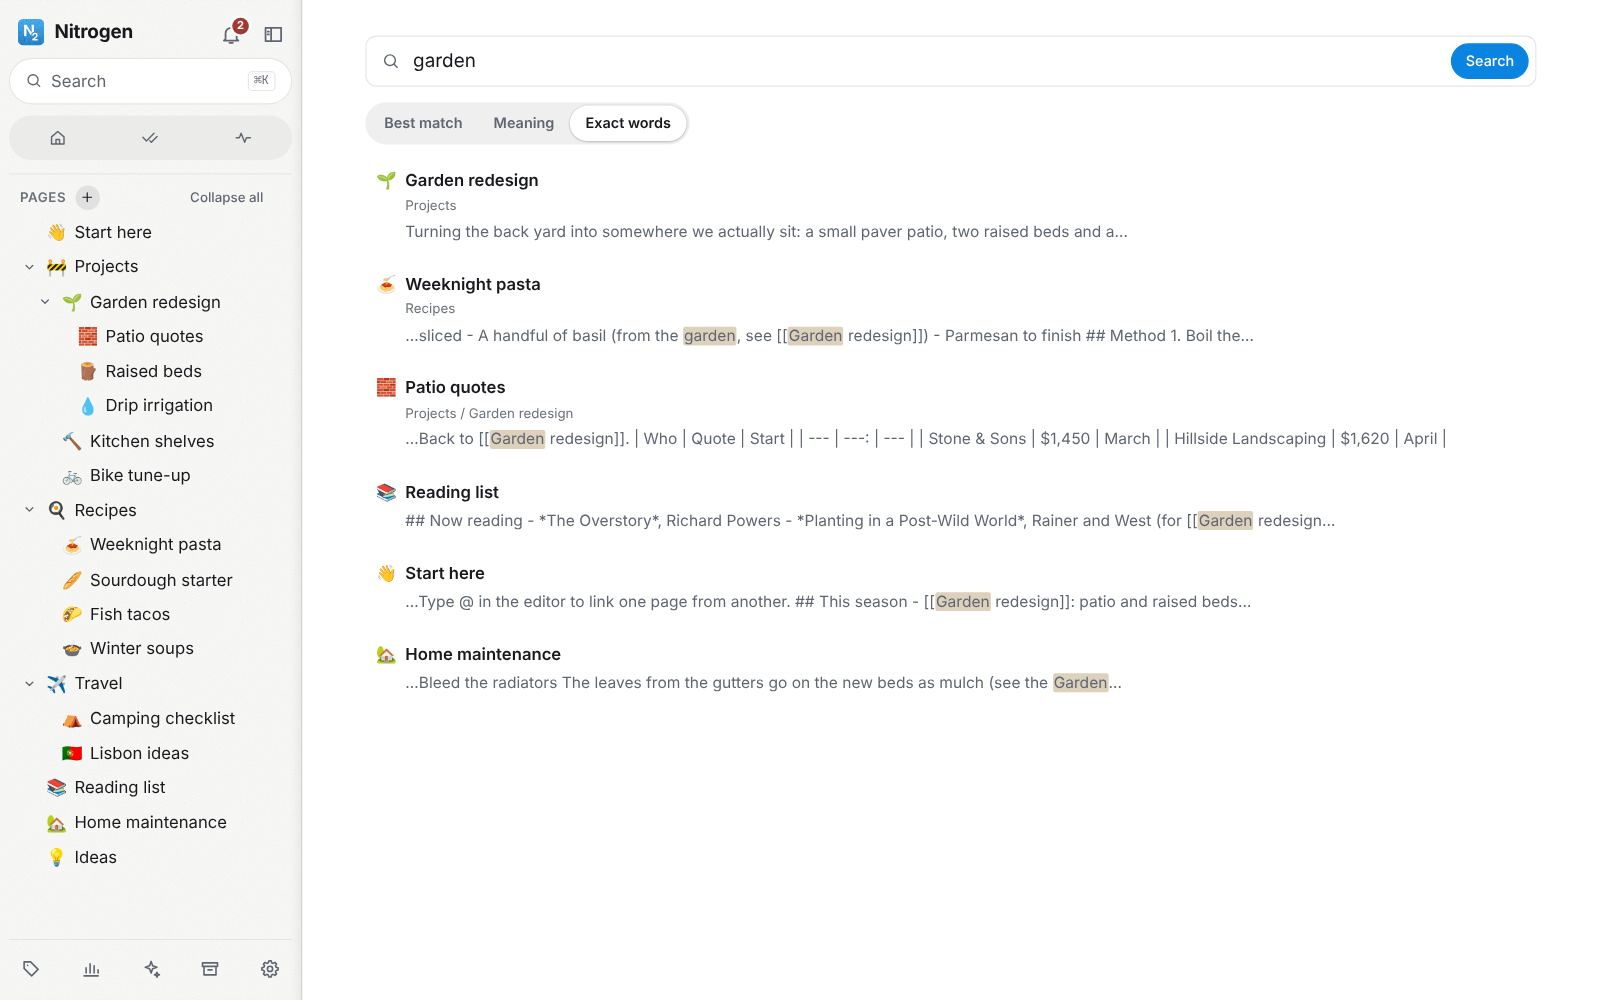 Nitrogen
2
Search
⌘K
PAGES
Collapse all
Start here
Projects
Garden redesign
Patio quotes
Raised beds
Drip irrigation
Kitchen shelves
Bike tune-up
Recipes
Weeknight pasta
Sourdough starter
Fish tacos
Winter soups
Travel
Camping checklist
Lisbon ideas
Reading list
Home maintenance
Ideas
garden
Search
Best match
Meaning
Exact words
Garden redesign
Projects
Turning the back yard into somewhere we actually sit: a small paver patio, two raised beds and a…
Weeknight pasta
Recipes
…sliced - A handful of basil (from the garden, see [[Garden redesign]]) - Parmesan to finish ## Method 1. Boil the…
Patio quotes
Projects / Garden redesign
…Back to [[Garden redesign]]. | Who | Quote | Start | | --- | ---: | --- | | Stone & Sons | $1,450 | March | | Hillside Landscaping | $1,620 | April |
Reading list
## Now reading - *The Overstory*, Richard Powers - *Planting in a Post-Wild World*, Rainer and West (for [[Garden redesign…
Start here
…Type @ in the editor to link one page from another. ## This season - [[Garden redesign]]: patio and raised beds…
Home maintenance
…Bleed the radiators The leaves from the gutters go on the new beds as mulch (see the Garden…